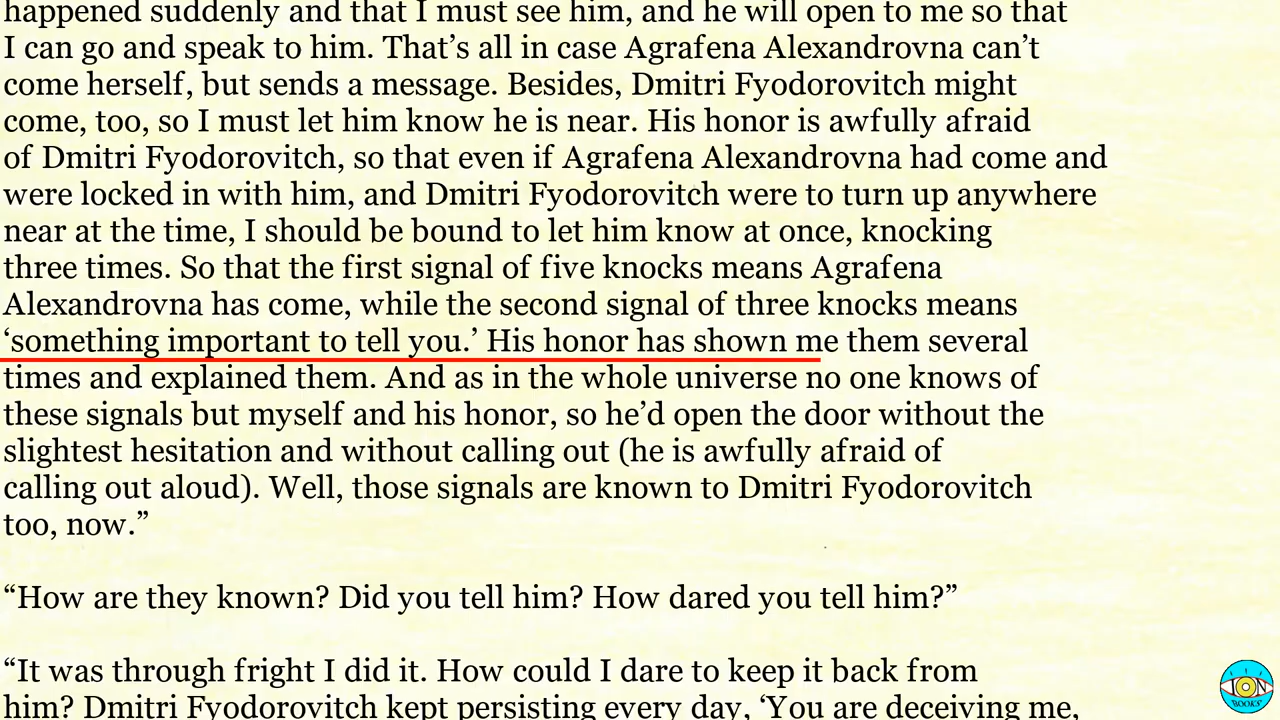 happened suddenly and that I must see him, and he will open to me so that
I can go and speak to him. That’s all in case Agrafena Alexandrovna can’t
come herself, but sends a message. Besides, Dmitri Fyodorovitch might
come, too, so I must let him know he is near. His honor is awfully afraid
of Dmitri Fyodorovitch, so that even if Agrafena Alexandrovna had come and
were locked in with him, and Dmitri Fyodorovitch were to turn up anywhere
near at the time, I should be bound to let him know at once, knocking
three times. So that the first signal of five knocks means Agrafena
Alexandrovna has come, while the second signal of three knocks means
‘something important to tell you.’ His honor has shown me them several
times and explained them. And as in the whole universe no one knows of
these signals but myself and his honor, so he’d open the door without the
slightest hesitation and without calling out (he is awfully afraid of
calling out aloud). Well, those signals are known to Dmitri Fyodorovitch
too, now.”
“How are they known? Did you tell him? How dared you tell him?”
“It was through fright I did it. How could I dare to keep it back from
him? Dmitri Fyodorovitch kept persisting every day, ‘You are deceiving me,
ION
BOOKS